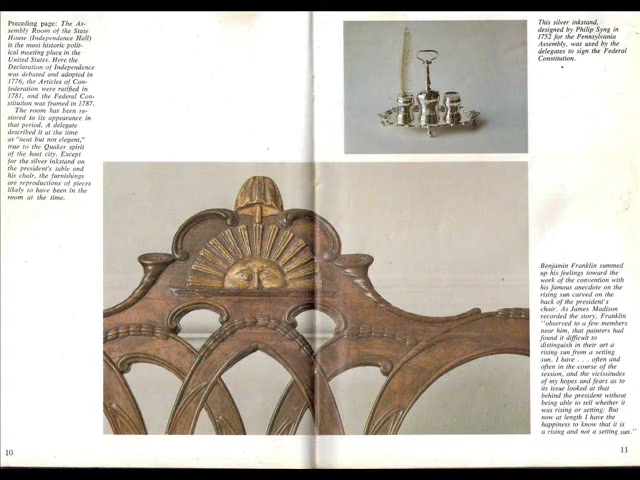 Preceding page: The As-
sembly Room of the State
House (Independence Hall)
is the most historic polit-
ical meeting place in the
United States. Here the
Declaration of Independence
was debated and adopted in
1776, the Articles of Con-
federation were ratified in
1781, and the Federal Con-
stitution was framed in 1787.
The room has been re-
stored to its appearance in
that period. A delegate
described it at the time
as "neat but not elegant,"
true to the Quaker spirit
of the host city. Except
for the silver inkstand on
the president's table and
his chair, the furnishings
are reproductions of pieces
likely to have been in the
room at the time.
This silver inkstand,
designed by Philip Syng in
1752 for the Pennsylvania
Assembly, was used by the
delegates to sign the Federal
Constitution.
Benjamin Franklin summed
up his feelings toward the
work of the convention with
his famous anecdote on the
rising sun carved on the
back of the president's
chair. As James Madison
recorded the story, Franklin
"observed to a few members
near him, that painters had
found it difficult to
distinguish in their art a
rising sun from a setting
sun. I have . . . often and
often in the course of the
session, and the vicissitudes
of my hopes and fears as to
its issue looked at that
behind the president without
being able to tell whether it
was rising or setting: But
now at length I have the
happiness to know that it is
a rising and not a setting sun."
10
11